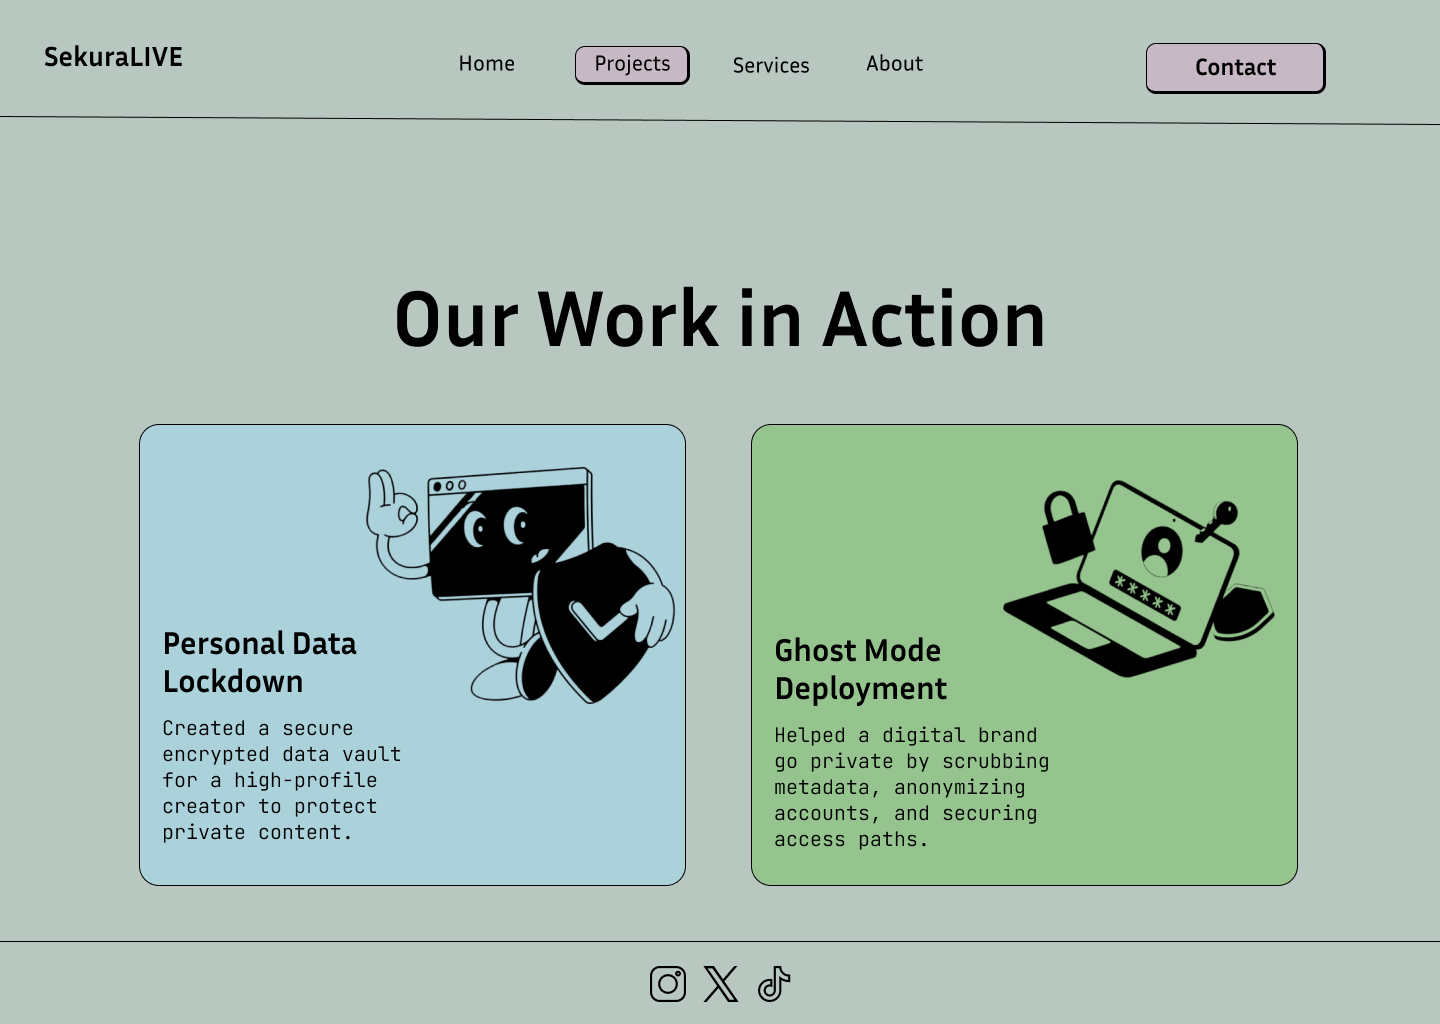 SekuraLIVE
Home
Projects
Services
About
Contact
Our Work in Action
Personal Data
Lockdown
Created a secure
encrypted data vault
for a high-profile
creator to protect
private content.
*****
Ghost Mode
Deployment
Helped a digital brand
go private by scrubbing
metadata, anonymizing
accounts, and securing
access paths.